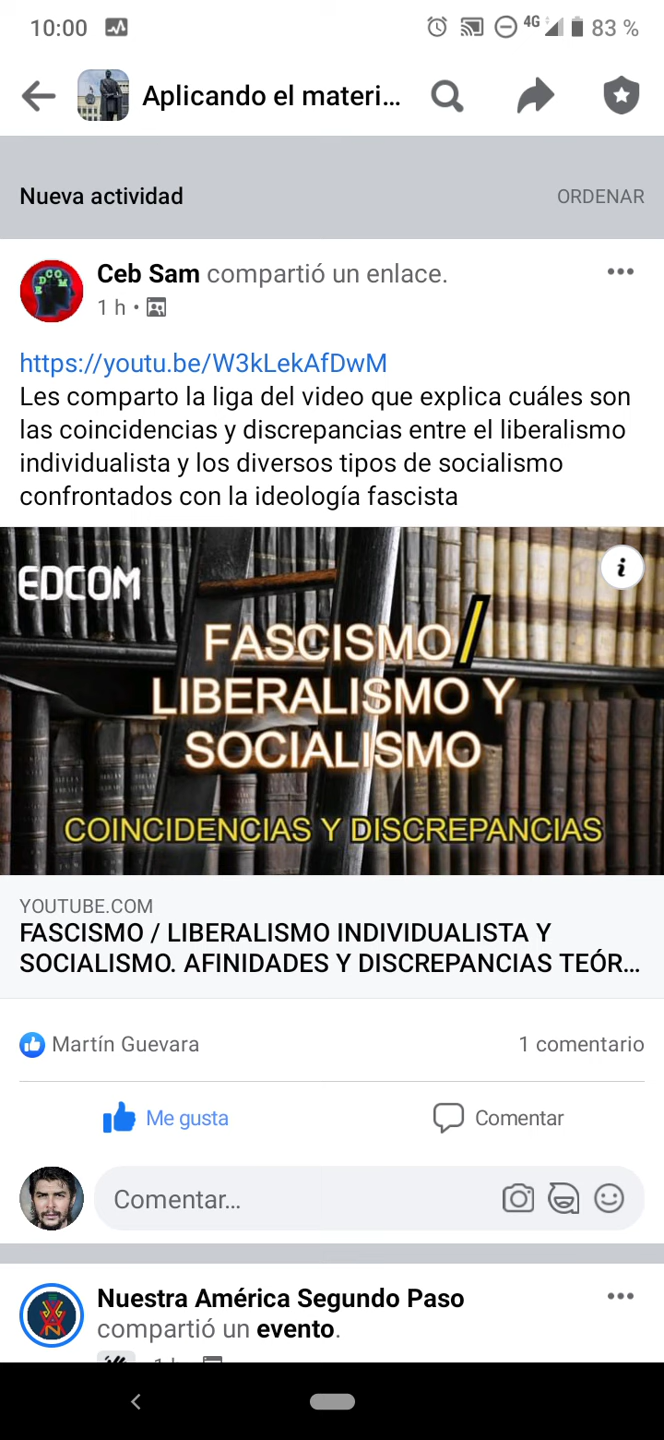 10:00
4G 83 %
Aplicando el materi...
Nueva actividad
ORDENAR
Ceb Sam compartió un enlace.
1 h •
https://youtu.be/W3kLekAfDwM
Les comparto la liga del video que explica cuáles son
las coincidencias y discrepancias entre el liberalismo
individualista y los diversos tipos de socialismo
confrontados con la ideología fascista
EDCOM
FASCISMO/
LIBERALISMO Y
SOCIALISMO
COINCIDENCIAS Y DISCREPANCIAS
YOUTUBE.COM
FASCISMO / LIBERALISMO INDIVIDUALISTA Y
SOCIALISMO. AFINIDADES Y DISCREPANCIAS TEÓR...
Martín Guevara
1 comentario
Me gusta
Comentar
Comentar...
Nuestra América Segundo Paso
compartió un evento.